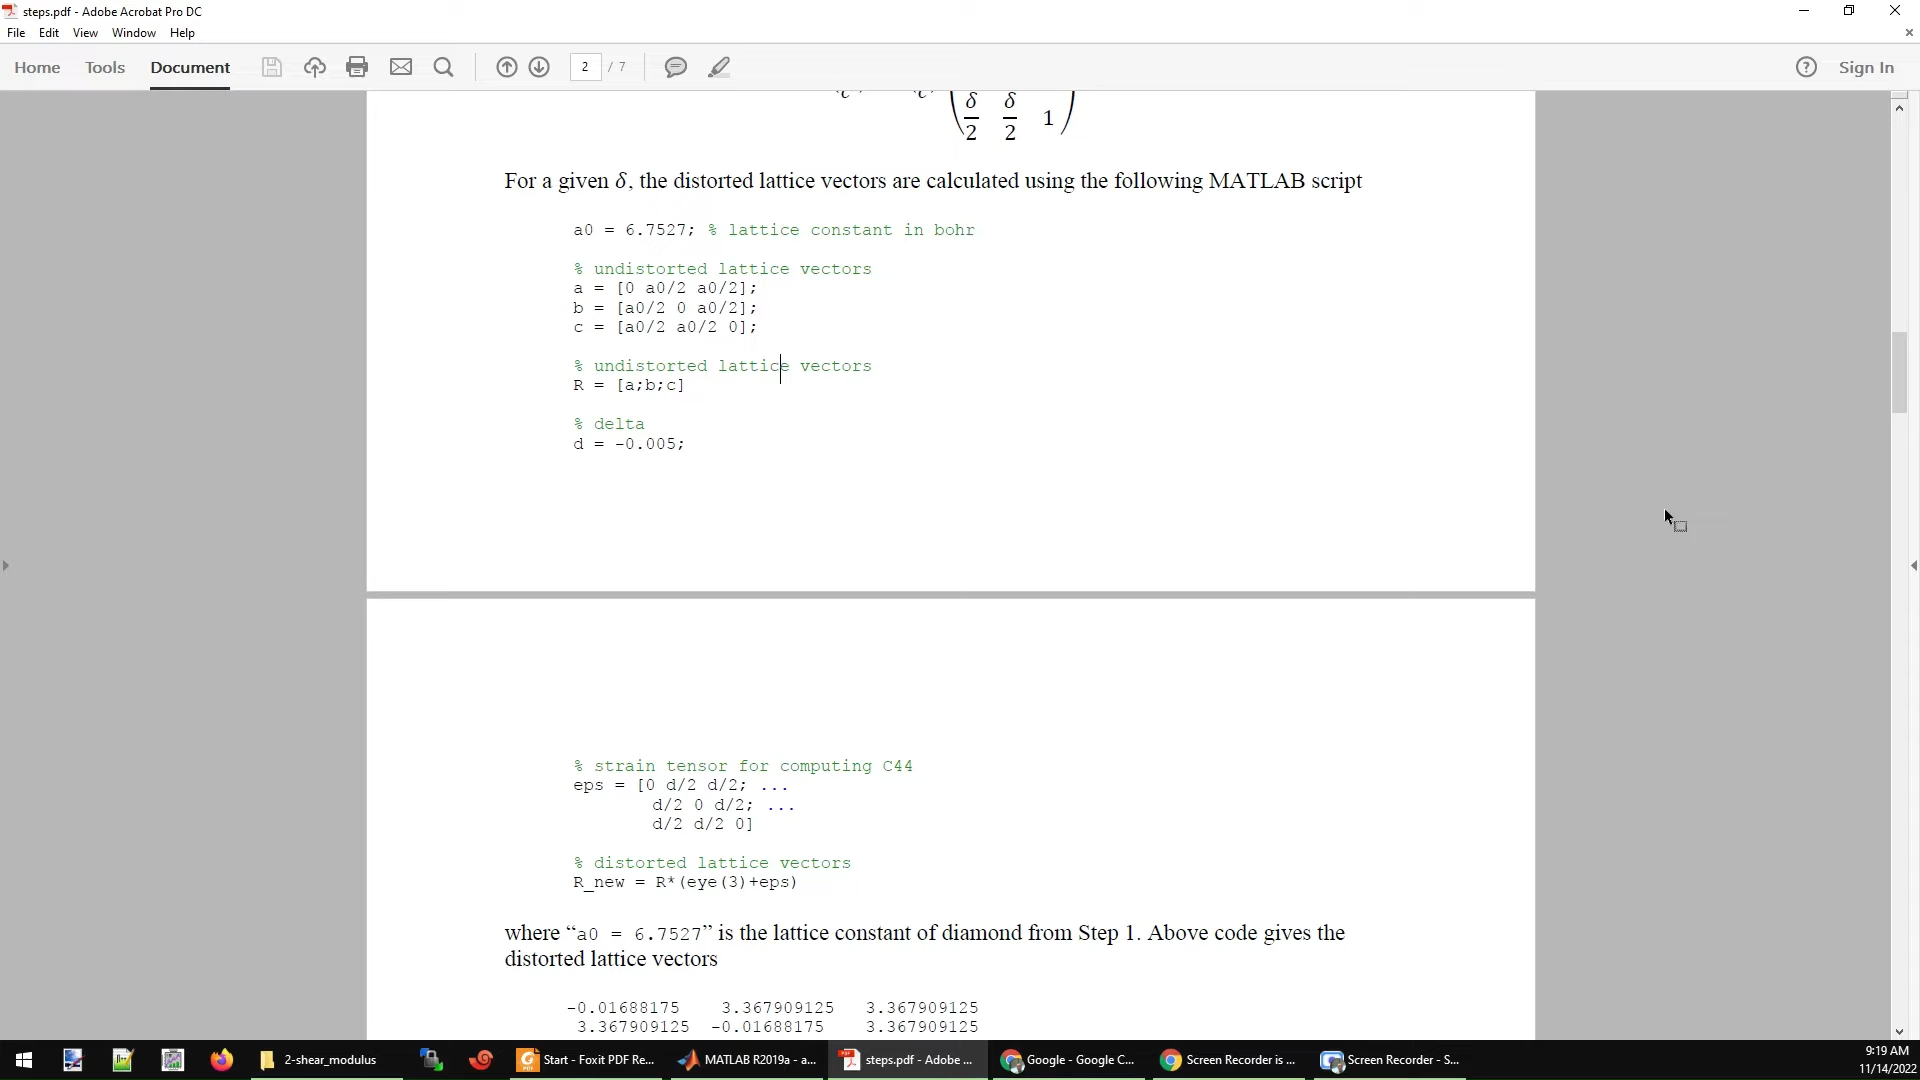 steps.pdf - Adobe Acrobat Pro DC
File Edit View Window Help
Home Tools Document 2 / 7 Sign In
δ δ
2 2 1
For a given δ, the distorted lattice vectors are calculated using the following MATLAB script
a0 = 6.7527; % lattice constant in bohr
% undistorted lattice vectors
a = [0 a0/2 a0/2];
b = [a0/2 0 a0/2];
c = [a0/2 a0/2 0];
% undistorted lattice vectors
R = [a;b;c]
% delta
d = -0.005;
% strain tensor for computing C44
eps = [0 d/2 d/2; ...
d/2 0 d/2; ...
d/2 d/2 0]
% distorted lattice vectors
R_new = R*(eye(3)+eps)
where “a0 = 6.7527” is the lattice constant of diamond from Step 1. Above code gives the
distorted lattice vectors
-0.01688175 3.367909125 3.367909125
3.367909125 -0.01688175 3.367909125
2-shear_modulus Start - Foxit PDF Re... MATLAB R2019a - a... steps.pdf - Adobe ... Google - Google C... Screen Recorder is ... Screen Recorder - S...
9:19 AM
11/14/2022